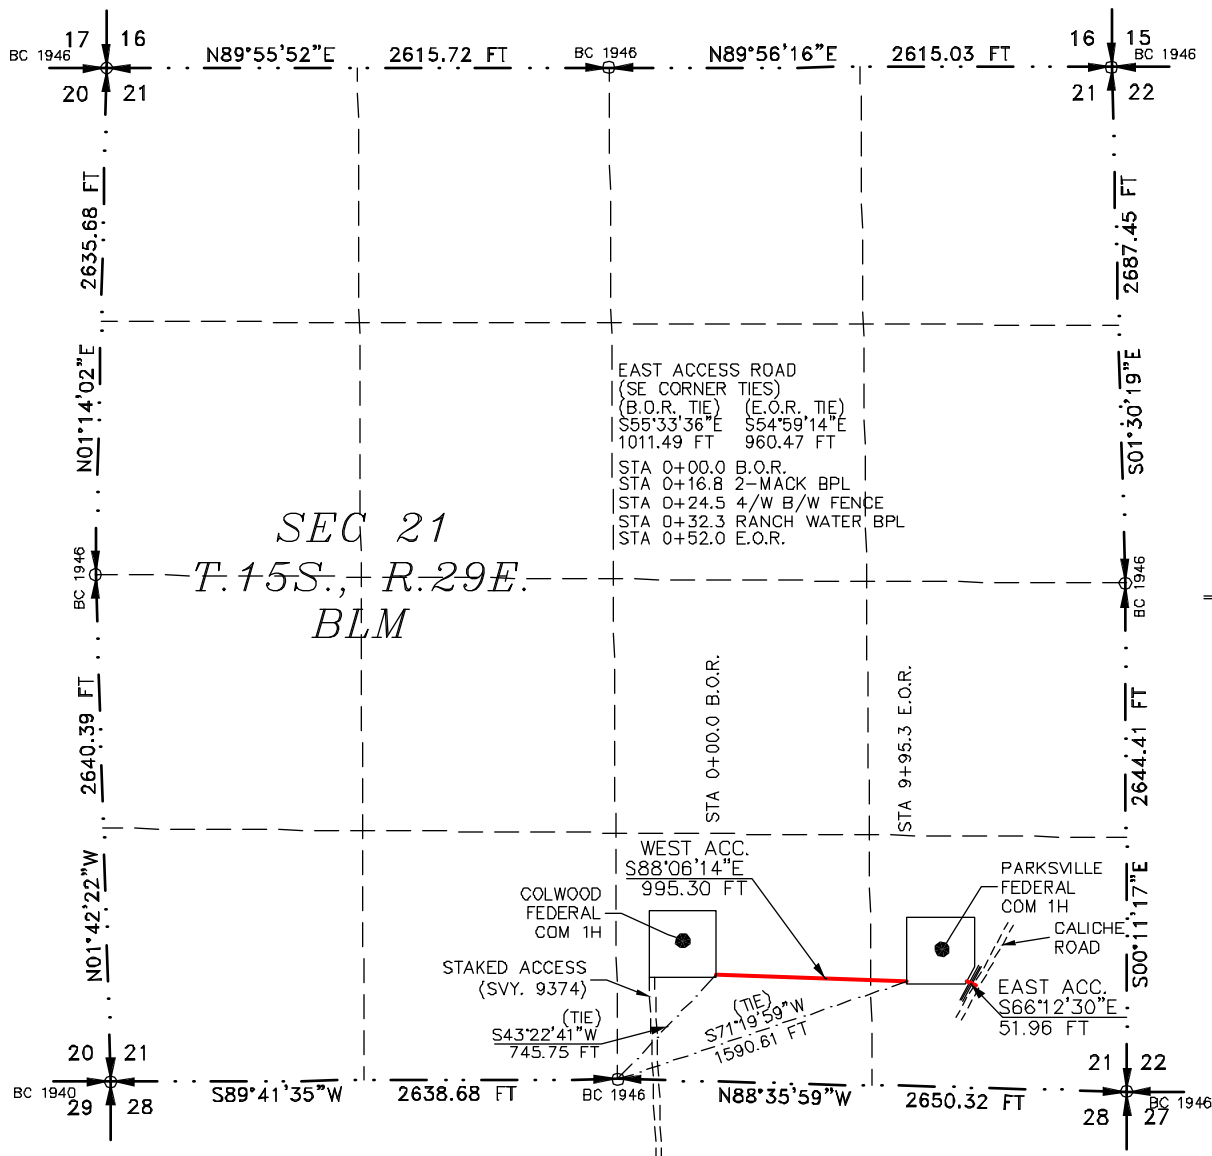 17 16
BC 1946
N89°55'52"E 2615.72 FT
BC 1946
N89°56'16"E 2615.03 FT
16 15
BC 1946
20 21
21 22
2635.68 FT
2687.45 FT
N01°14'02"E
S01°30'19"E
EAST ACCESS ROAD
(SE CORNER TIES)
(B.O.R. TIE) (E.O.R. TIE)
S55°33'36"E S54°59'14"E
1011.49 FT 960.47 FT
STA 0+00.0 B.O.R.
STA 0+16.8 2-MACK BPL
STA 0+24.5 4/W B/W FENCE
STA 0+32.3 RANCH WATER BPL
STA 0+52.0 E.O.R.
SEC 21
T.15S., R.29E.
BLM
BC 1946
BC 1946
=
2640.39 FT
STA 0+00.0 B.O.R.
STA 9+95.3 E.O.R.
2644.41 FT
N01°42'22"W
S00°11'17"E
WEST ACC.
S88°06'14"E
995.30 FT
COLWOOD
FEDERAL
COM 1H
PARKSVILLE
FEDERAL
COM 1H
CALICHE
ROAD
STAKED ACCESS
(SVY. 9374)
(TIE)
S43°22'41"W
745.75 FT
(TIE)
S71°19'59"W
1590.61 FT
EAST ACC.
S66°12'30"E
51.96 FT
20 21
BC 1940
29 28
S89°41'35"W 2638.68 FT
BC 1946
N88°35'59"W 2650.32 FT
21 22
28 27
BC 1946